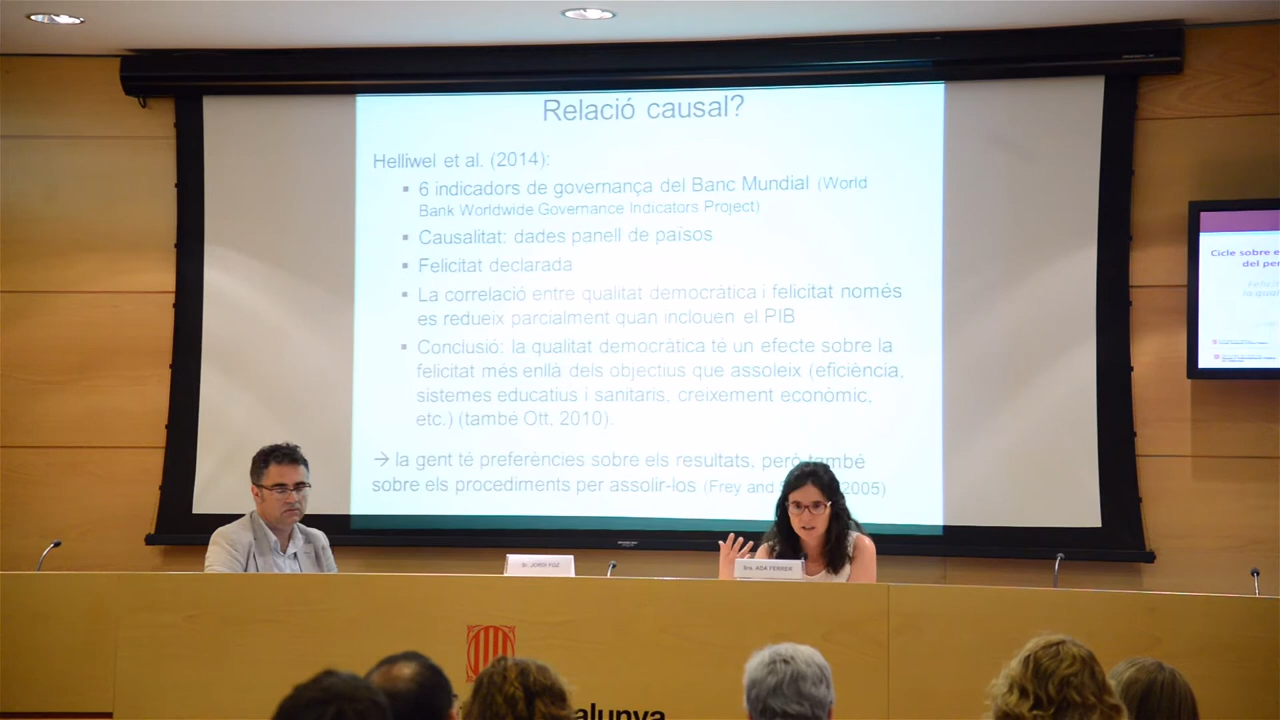 Relació causal?
Helliwel et al. (2014):
▪ 6 indicadors de governança del Banc Mundial (World
Bank Worldwide Governance Indicators Project)
▪ Causalitat: dades panell de països
▪ Felicitat declarada
▪ La correlació entre qualitat democràtica i felicitat només
es redueix parcialment quan inclouen el PIB
▪ Conclusió: la qualitat democràtica té un efecte sobre la
felicitat més enllà dels objectius que assoleix (eficiència,
sistemes educatius i sanitaris, creixement econòmic,
etc.) (també Ott, 2010).
→ la gent té preferències sobre els resultats, però també
sobre els procediments per assolir-los (Frey and 2005)
Cicle sobre e
del per
Sr. JORDI FOZ
Sra. ADA FERRER
alunya